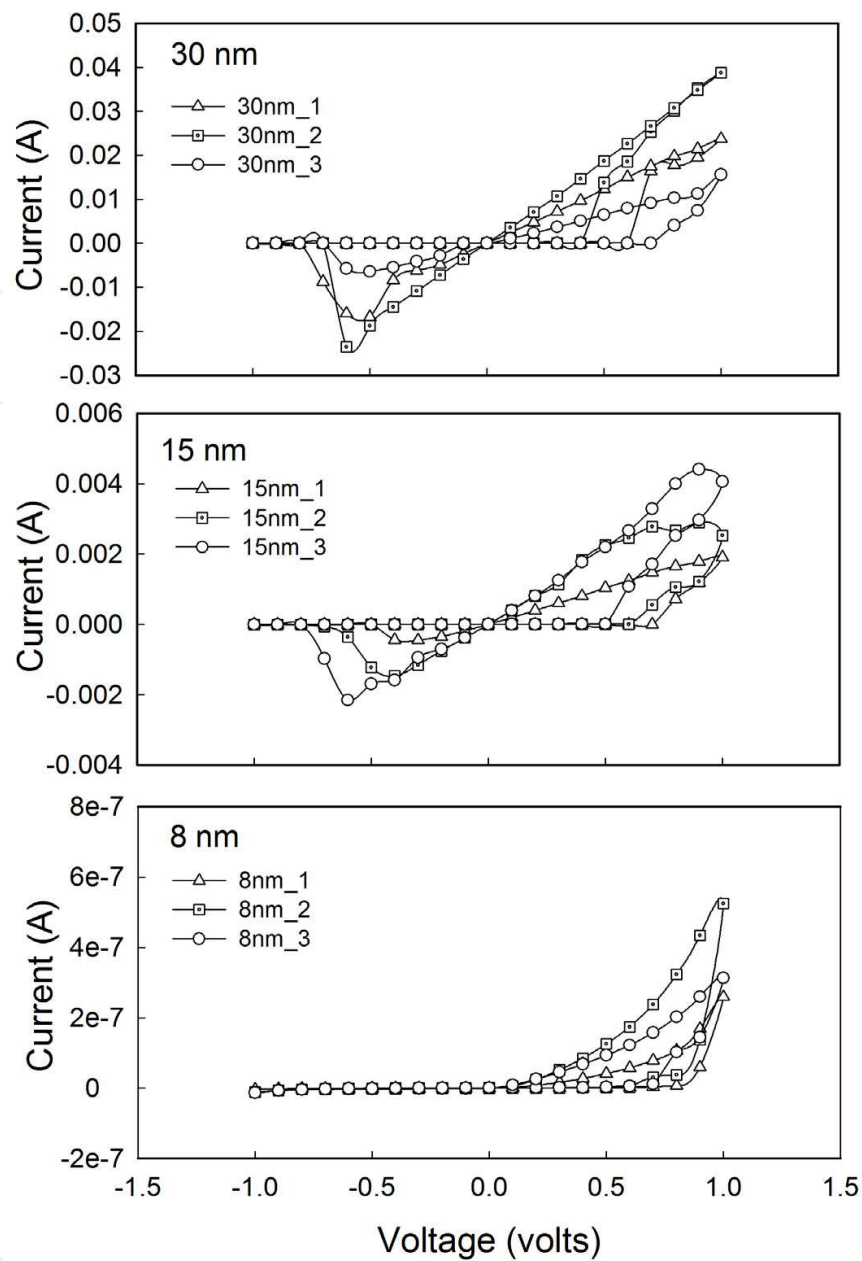 0.05
0.04
0.03
0.02
0.01
0.00
-0.01
-0.02
-0.03
Current (A)
30 nm
30nm_1
30nm_2
30nm_3
0.006
0.004
0.002
0.000
-0.002
-0.004
Current (A)
15 nm
15nm_1
15nm_2
15nm_3
8e-7
6e-7
4e-7
2e-7
0
-2e-7
Current (A)
8 nm
8nm_1
8nm_2
8nm_3
-1.5 -1.0 -0.5 0.0 0.5 1.0 1.5
Voltage (volts)